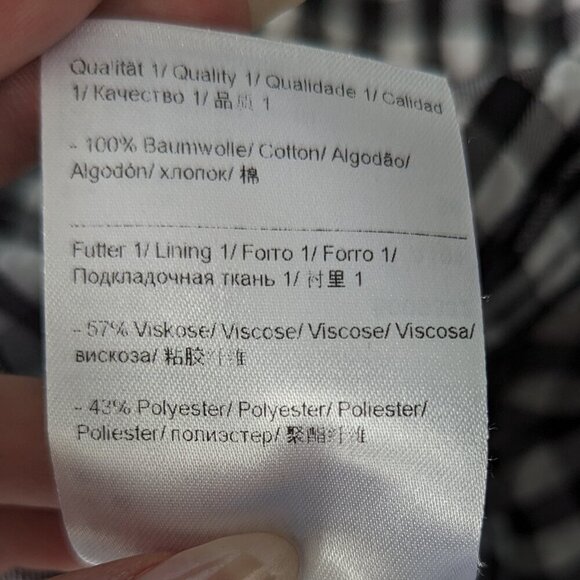 Qualität 1/ Quality 1/ Qualidade 1/ Calidad
1/ Качество 1/ 品质 1
- 100% Baumwolle/ Cotton/ Algodão/
Algodón/ хлопок/ 棉
Futter 1/ Lining 1/ Forro 1/ Forro 1/
Подкладочная ткань 1/ 衬里 1
- 57% Viskose/ Viscose/ Viscose/ Viscosa/
вискоза/ 粘胶纤维
- 43% Polyester/ Polyester/ Poliester/
Poliester/ полиэстер/ 聚酯纤维